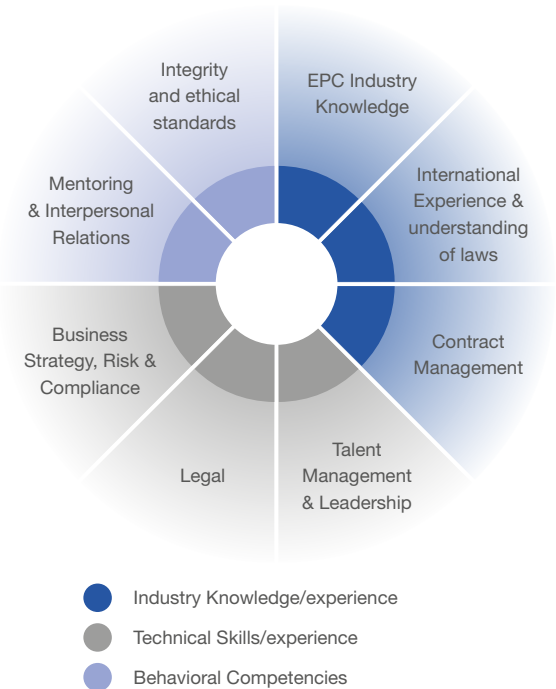 Integrity
and ethical
standards
EPC Industry
Knowledge
International
Experience &
understanding
of laws
Contract
Management
Talent
Management
& Leadership
Legal
Business
Strategy, Risk &
Compliance
Mentoring
& Interpersonal
Relations
Industry Knowledge/experience
Technical Skills/experience
Behavioral Competencies